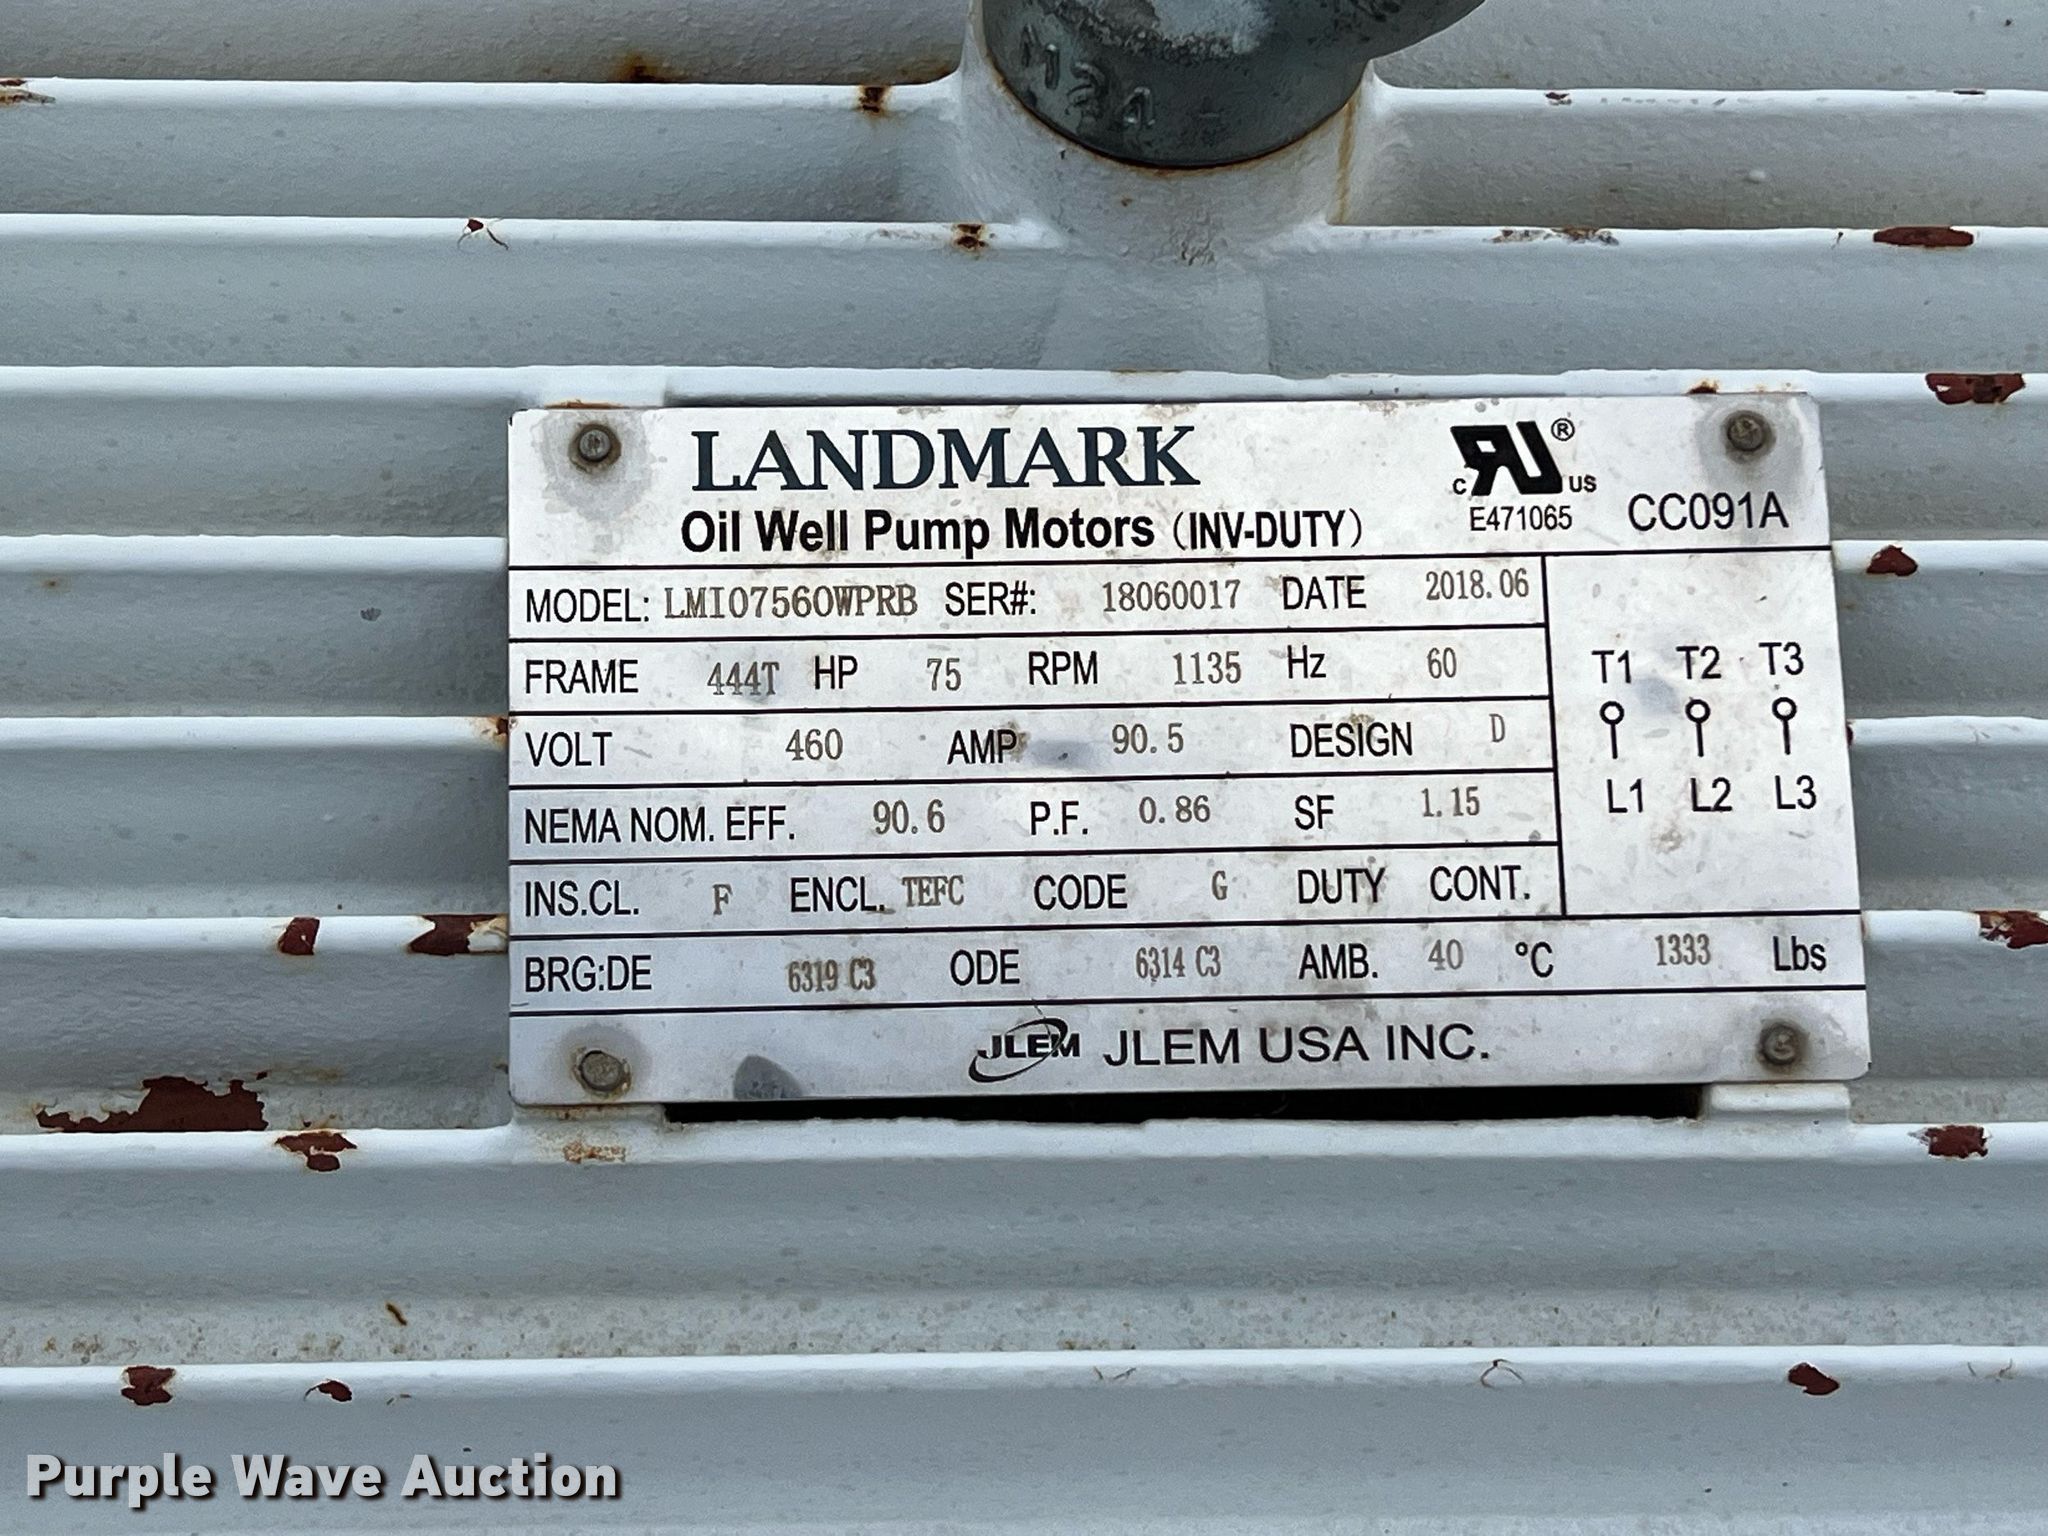 LANDMARK
Oil Well Pump Motors (INV-DUTY)
c RU ® US
E471065
CC091A
MODEL: LMI07560WPRB SER#: 18060017 DATE 2018.06
FRAME 444T HP 75 RPM 1135 Hz 60
VOLT 460 AMP 90.5 DESIGN D
NEMA NOM. EFF. 90.6 P.F. 0.86 SF 1.15
INS.CL. F ENCL. TEFC CODE G DUTY CONT.
T1 T2 T3
L1 L2 L3
BRG:DE 6319 C3 ODE 6314 C3 AMB. 40 °C 1333 Lbs
JLEM JLEM USA INC.
Purple Wave Auction